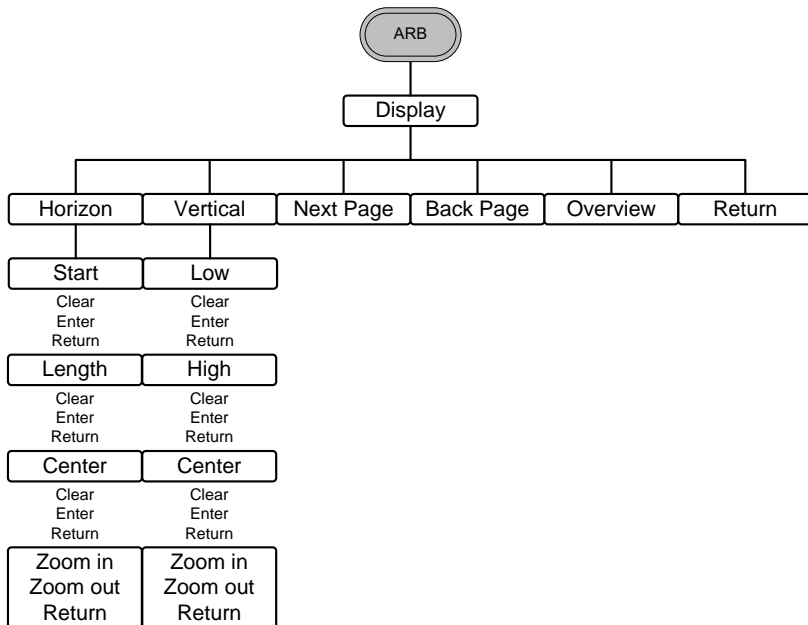 ARB
Display
Horizon
Vertical
Next Page
Back Page
Overview
Return
Start
Clear
Enter
Return
Length
Clear
Enter
Return
Center
Clear
Enter
Return
Zoom in
Zoom out
Return
Low
Clear
Enter
Return
High
Clear
Enter
Return
Center
Clear
Enter
Return
Zoom in
Zoom out
Return